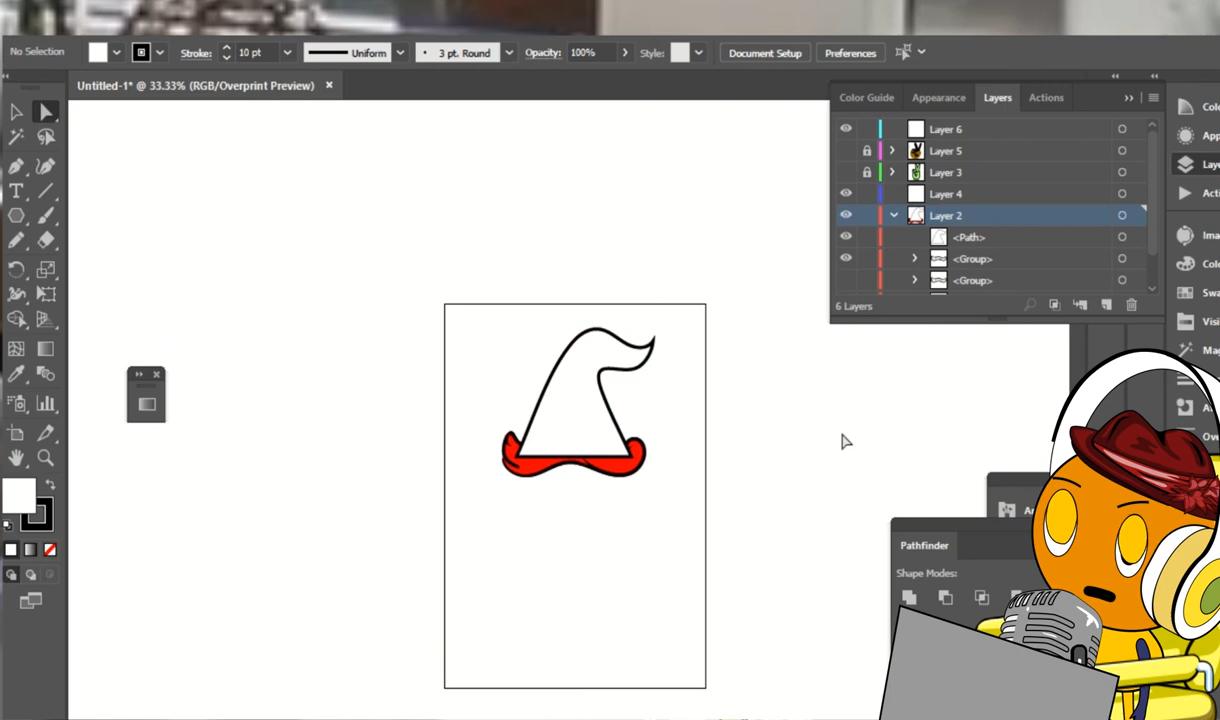 No Selection Stroke: 10 pt Uniform 3 pt. Round Opacity: 100% Style: Document Setup Preferences
Untitled-1* @ 33.33% (RGB/Overprint Preview) ×
Color Guide Appearance Layers Actions
Layer 6
Layer 5
Layer 3
Layer 4
Layer 2
<Path>
<Group>
<Group>
6 Layers
Pathfinder
Shape Modes: